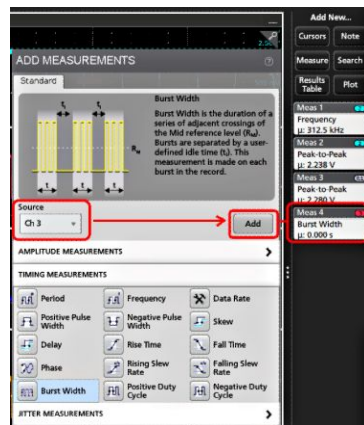 Add New...
Cursors Note
Measure Search
Results Table Plot
ADD MEASUREMENTS
Standard
Burst Width
Burst Width is the duration of a
series of adjacent crossings of
the Mid reference level (RM).
Bursts are separated by a user-
defined idle time (tI). This
measurement is made on each
burst in the record.
Source
Ch 3
Add
AMPLITUDE MEASUREMENTS
TIMING MEASUREMENTS
Period Frequency Data Rate
Positive Pulse Width Negative Pulse Width Skew
Delay Rise Time Fall Time
Phase Rising Slew Rate Falling Slew Rate
Burst Width Positive Duty Cycle Negative Duty Cycle
JITTER MEASUREMENTS
Meas 1
Frequency
µ: 312.5 kHz
Meas 2
Peak-to-Peak
µ: 2.238 V
Meas 3
Peak-to-Peak
µ: 2.280 V
Meas 4
Burst Width
µ: 0.000 s